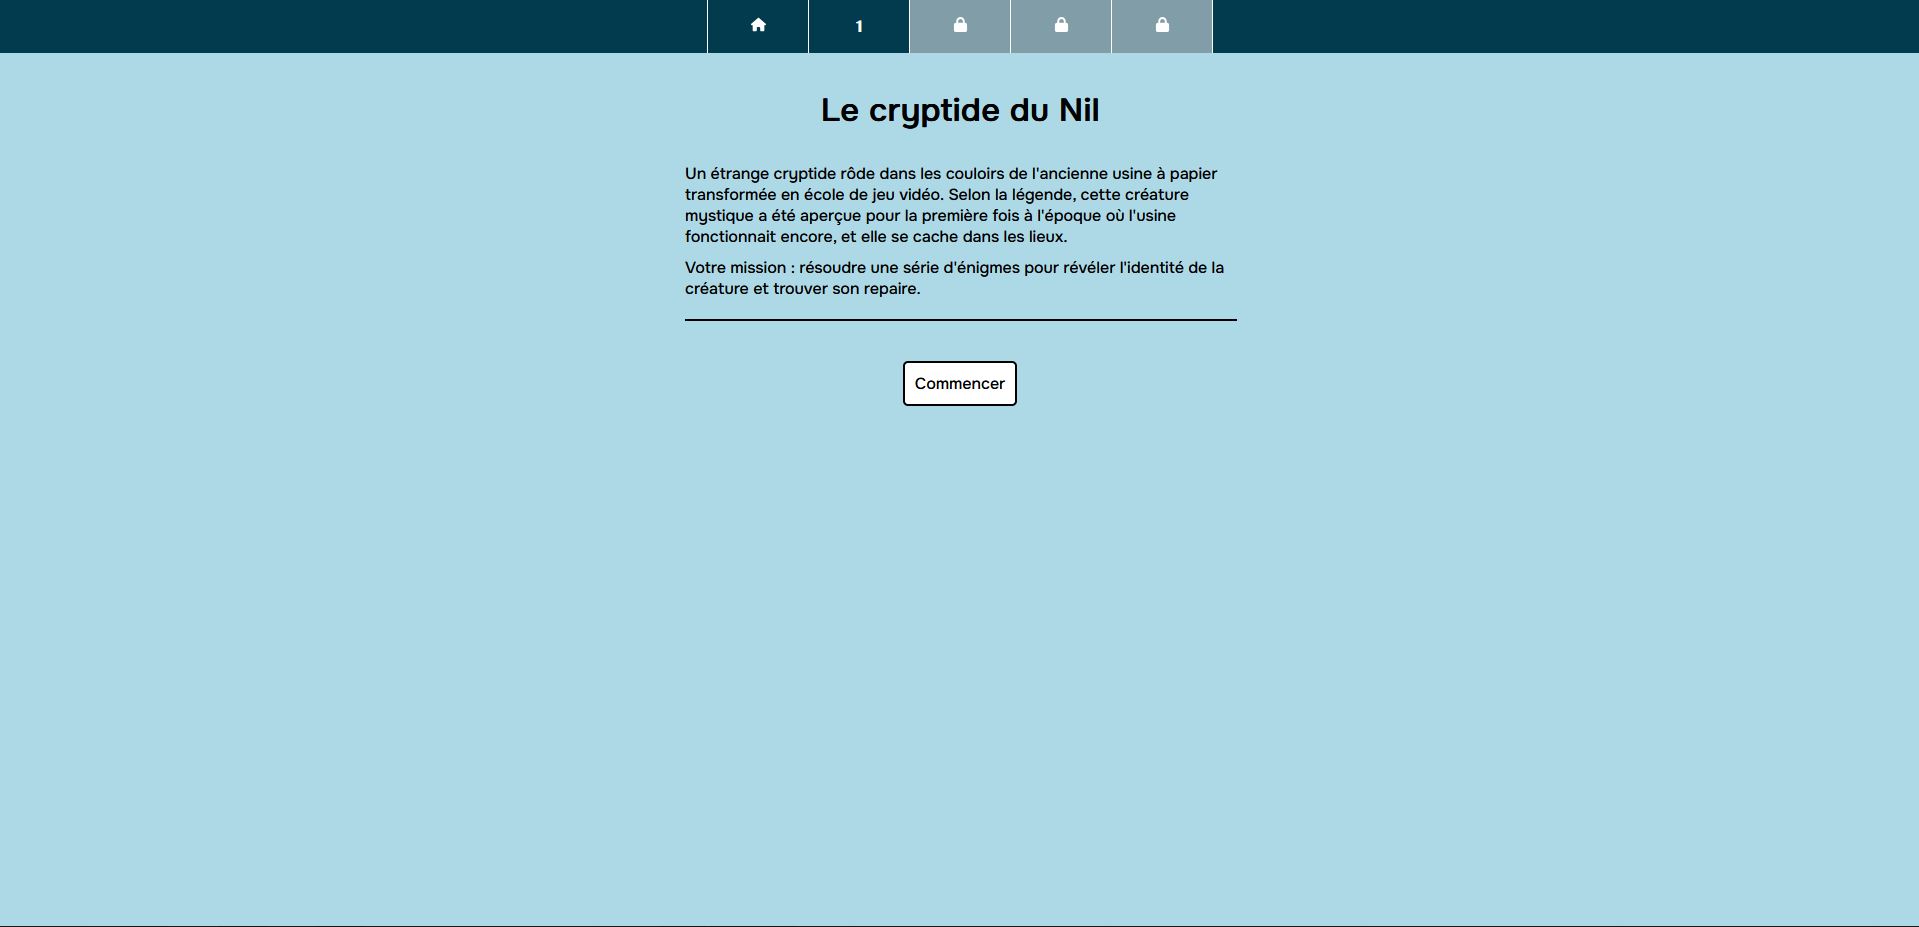 1
Le cryptide du Nil
Un étrange cryptide rôde dans les couloirs de l'ancienne usine à papier
transformée en école de jeu vidéo. Selon la légende, cette créature
mystique a été aperçue pour la première fois à l'époque où l'usine
fonctionnait encore, et elle se cache dans les lieux.
Votre mission : résoudre une série d'énigmes pour révéler l'identité de la
créature et trouver son repaire.
Commencer